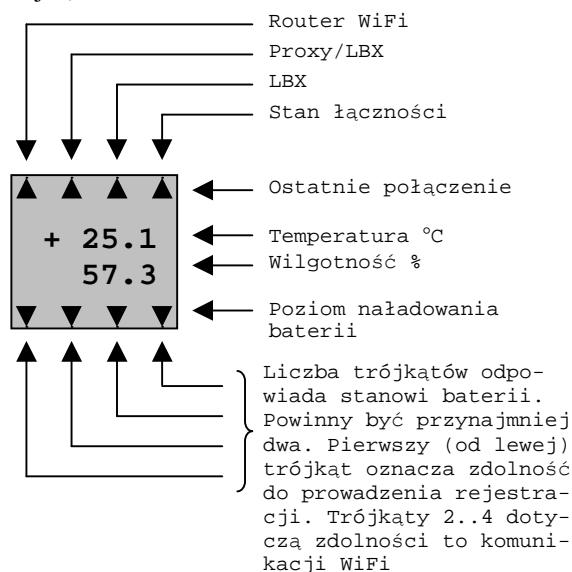 Router WiFi
Proxy/LBX
LBX
Stan łączności
Ostatnie połączenie
+ 25.1
Temperatura °C
57.3
Wilgotność %
Poziom naładowania
baterii
Liczba trójkątów odpo-
wiada stanowi baterii.
Powinny być przynajmniej
dwa. Pierwszy (od lewej)
trójkąt oznacza zdolność
do prowadzenia rejestra-
cji. Trójkąty 2..4 doty-
czą zdolności to komuni-
kacji WiFi